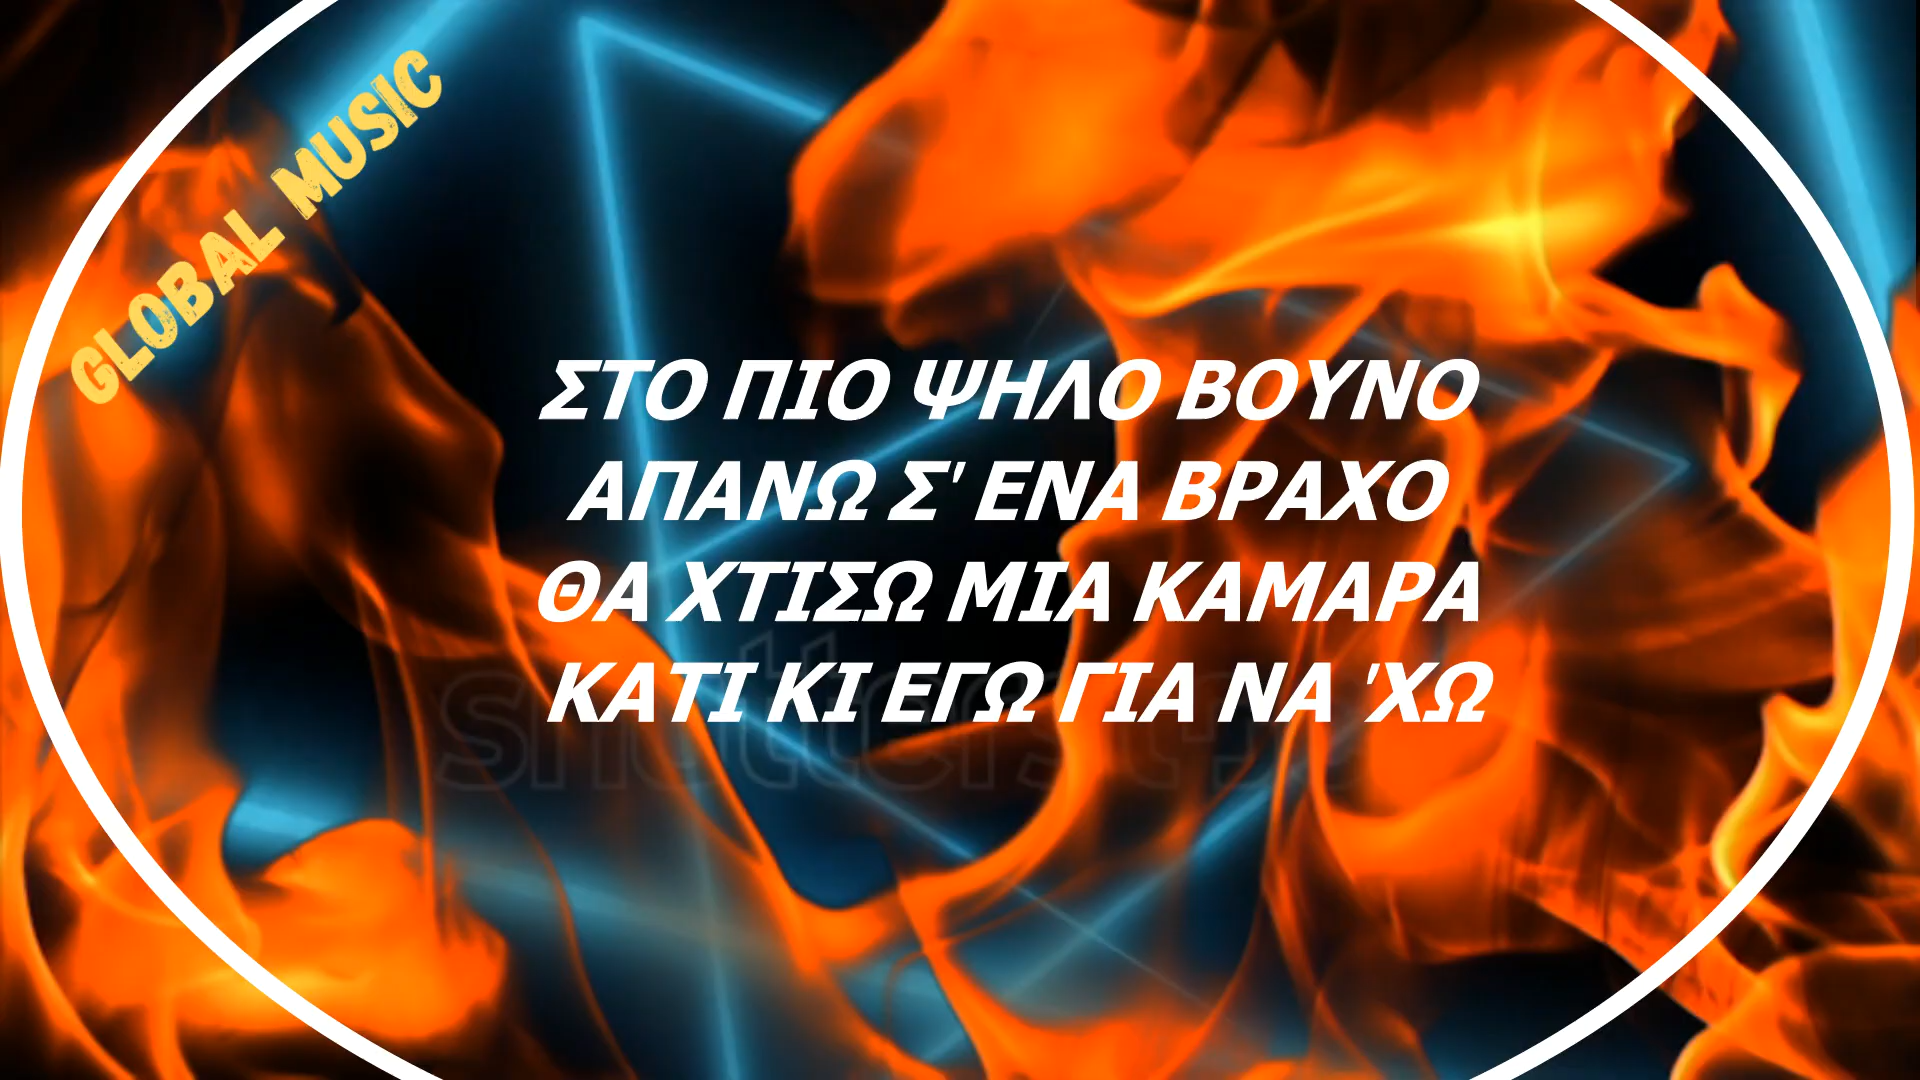 GLOBAL MUSIC
ΣΤΟ ΠΙΟ ΨΗΛΟ ΒΟΥΝΟ
ΑΠΑΝΩ Σ' ΕΝΑ ΒΡΑΧΟ
ΘΑ ΧΤΙΣΩ ΜΙΑ ΚΑΜΑΡΑ
ΚΑΤΙ ΚΙ ΕΓΩ ΓΙΑ ΝΑ 'ΧΩ